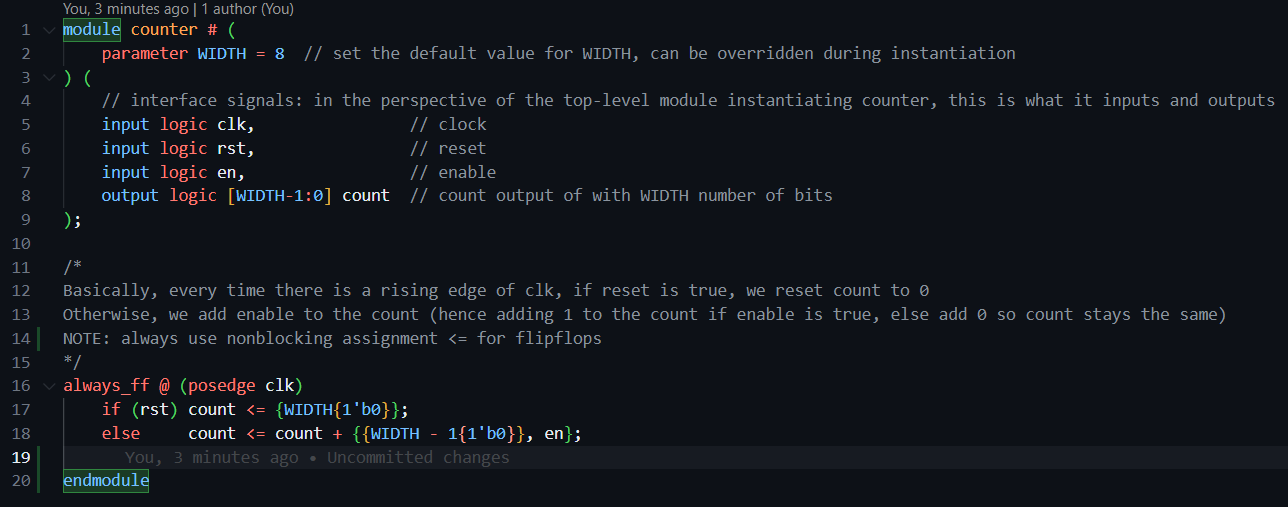 You, 3 minutes ago | 1 author (You)
1 module counter # (
2     parameter WIDTH = 8  // set the default value for WIDTH, can be overridden during instantiation
3 ) (
4     // interface signals: in the perspective of the top-level module instantiating counter, this is what it inputs and outputs
5     input logic clk,                // clock
6     input logic rst,                // reset
7     input logic en,                 // enable
8     output logic [WIDTH-1:0] count  // count output of with WIDTH number of bits
9 );
10
11 /*
12 Basically, every time there is a rising edge of clk, if reset is true, we reset count to 0
13 Otherwise, we add enable to the count (hence adding 1 to the count if enable is true, else add 0 so count stays the same)
14 NOTE: always use nonblocking assignment <= for flipflops
15 */
16 always_ff @ (posedge clk)
17     if (rst) count <= {WIDTH{1'b0}};
18     else     count <= count + {{WIDTH - 1{1'b0}}, en};
19       You, 3 minutes ago • Uncommitted changes
20 endmodule